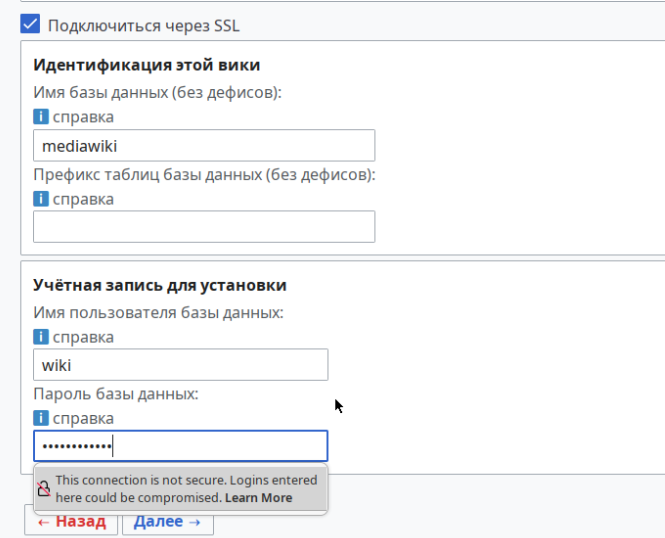 Подключиться через SSL
Идентификация этой вики
Имя базы данных (без дефисов):
i справка
mediawiki
Префикс таблиц базы данных (без дефисов):
i справка
Учётная запись для установки
Имя пользователя базы данных:
i справка
wiki
Пароль базы данных:
i справка
••••••••••••
This connection is not secure. Logins entered
here could be compromised. Learn More
← Назад Далее →